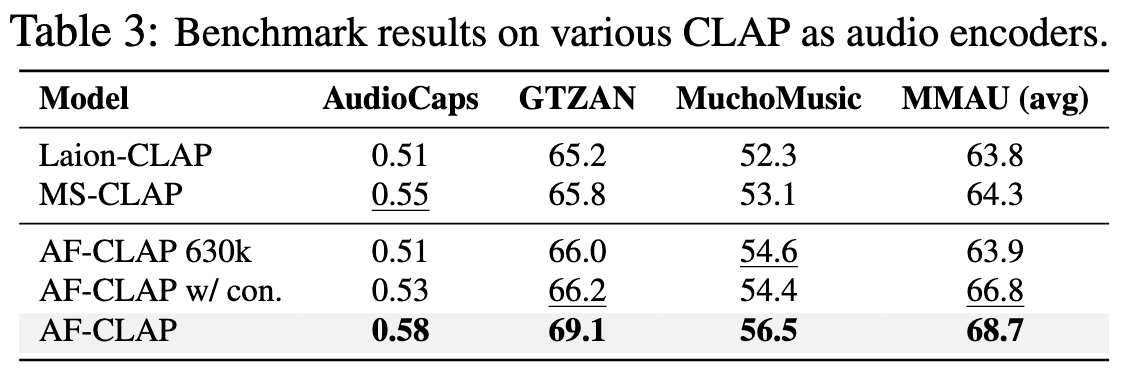 Table 3: Benchmark results on various CLAP as audio encoders.
Model AudioCaps GTZAN MuchoMusic MMAU (avg)
Laion-CLAP 0.51 65.2 52.3 63.8
MS-CLAP 0.55 65.8 53.1 64.3
AF-CLAP 630k 0.51 66.0 54.6 63.9
AF-CLAP w/ con. 0.53 66.2 54.4 66.8
AF-CLAP 0.58 69.1 56.5 68.7